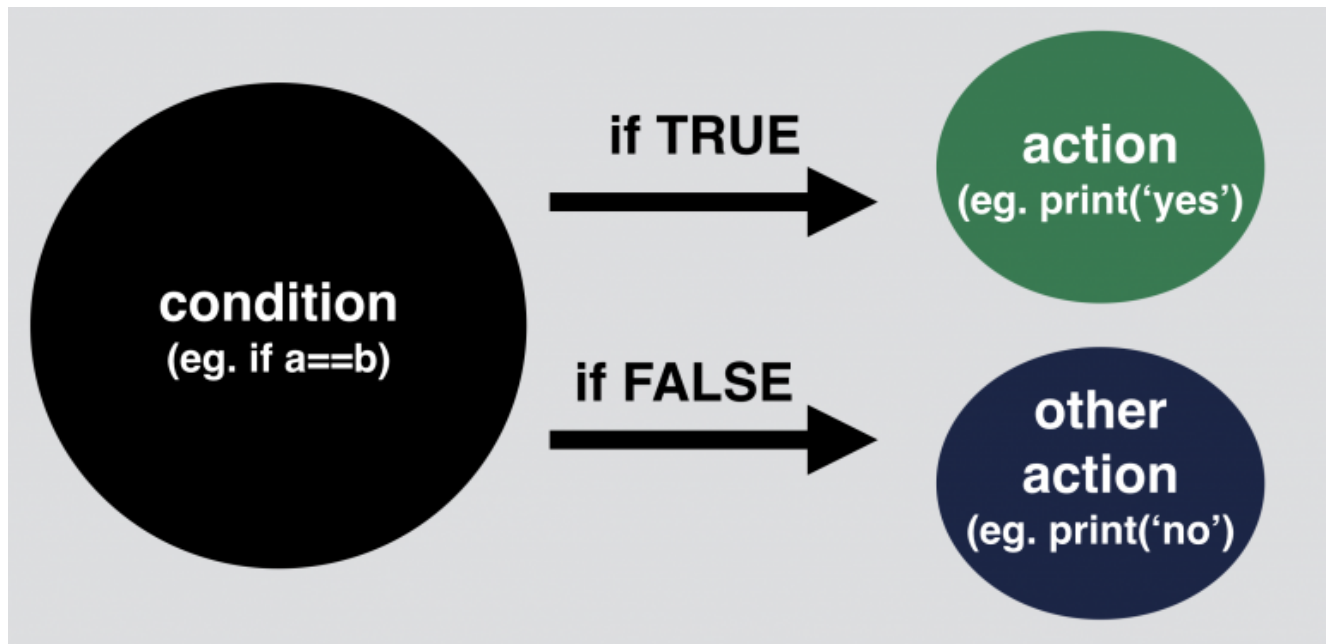 condition
(eg. if a==b)
if TRUE
action
(eg. print(‘yes’)
if FALSE
other
action
(eg. print(‘no’)